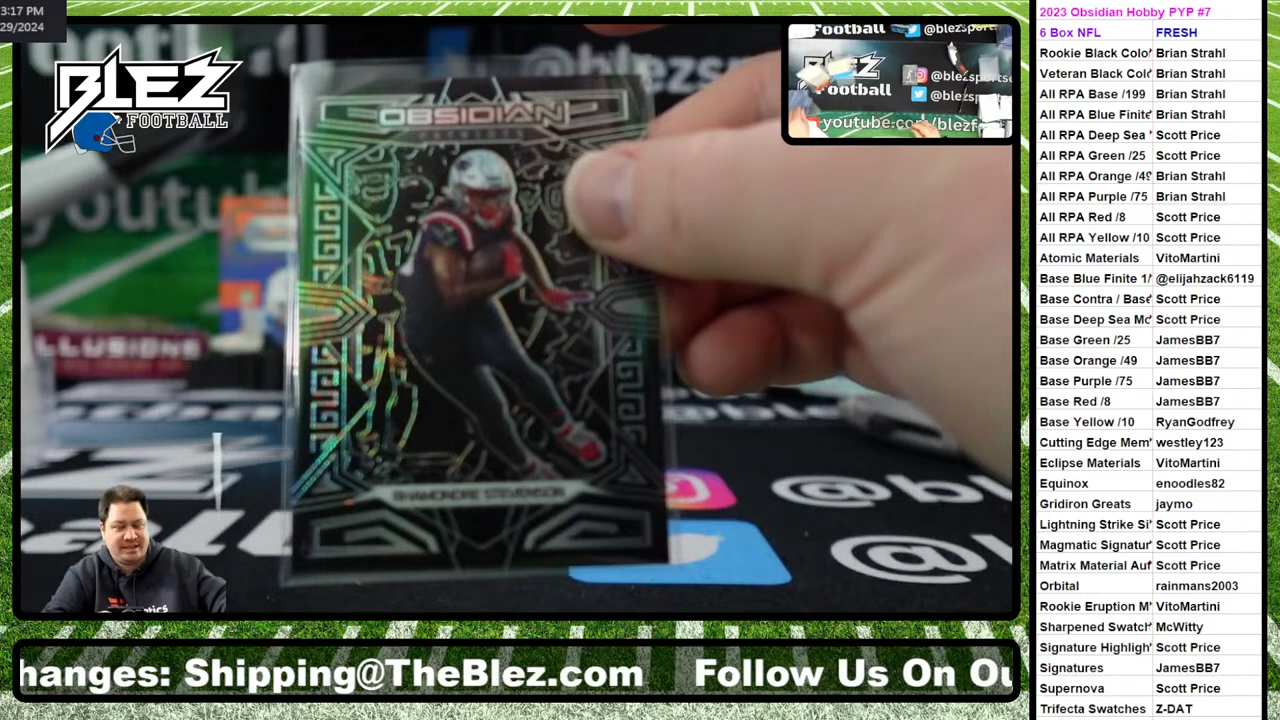 3:17 PM
29/2024
BLEZ
FOOTBALL
@blezs
OBSIDIAN
RHAMONDRE STEVENSON
LLUSIONS
Football
@blezsports
Football
@blezs
youtube.com/blezf
hanges: Shipping@TheBlez.com Follow Us On Ou
2023 Obsidian Hobby PYP #7
6 Box NFL FRESH
Rookie Black Colo Brian Strahl
Veteran Black Colo Brian Strahl
All RPA Base /199 Brian Strahl
All RPA Blue Finite Brian Strahl
All RPA Deep Sea Scott Price
All RPA Green /25 Scott Price
All RPA Orange /49 Brian Strahl
All RPA Purple /75 Brian Strahl
All RPA Red /8 Scott Price
All RPA Yellow /10 Scott Price
Atomic Materials VitoMartini
Base Blue Finite 1/ @elijahzack6119
Base Contra / Base Scott Price
Base Deep Sea Mo Scott Price
Base Green /25 JamesBB7
Base Orange /49 JamesBB7
Base Purple /75 JamesBB7
Base Red /8 JamesBB7
Base Yellow /10 RyanGodfrey
Cutting Edge Mem westley123
Eclipse Materials VitoMartini
Equinox enoodles82
Gridiron Greats jaymo
Lightning Strike Si Scott Price
Magmatic Signatur Scott Price
Matrix Material Aut Scott Price
Orbital rainmans2003
Rookie Eruption M VitoMartini
Sharpened Swatch McWitty
Signature Highligh Scott Price
Signatures JamesBB7
Supernova Scott Price
Trifecta Swatches Z-DAT